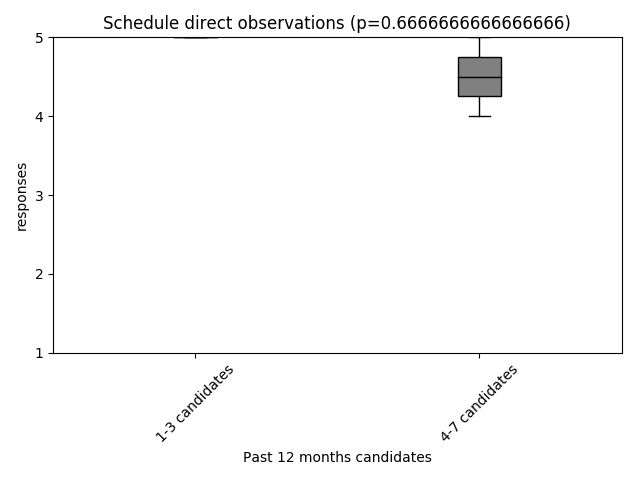 Schedule direct observations (p=0.6666666666666666)
5
4
3
2
1
responses
1-3 candidates
4-7 candidates
Past 12 months candidates